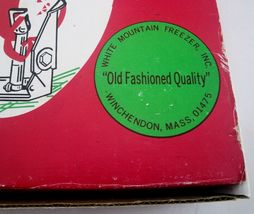 WHITE MOUNTAIN FREEZER, INC.
"Old Fashioned Quality"
WINCHENDON, MASS. 01475